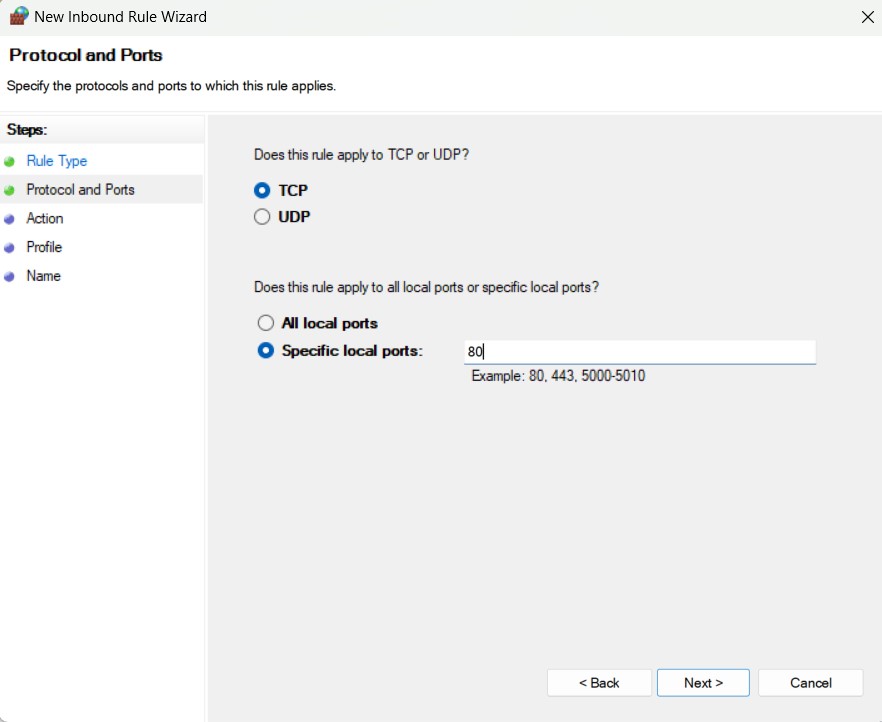 New Inbound Rule Wizard
Protocol and Ports
Specify the protocols and ports to which this rule applies.
Steps:
Rule Type
Protocol and Ports
Action
Profile
Name
Does this rule apply to TCP or UDP?
TCP
UDP
Does this rule apply to all local ports or specific local ports?
All local ports
Specific local ports: 80
Example: 80, 443, 5000-5010
< Back Next > Cancel